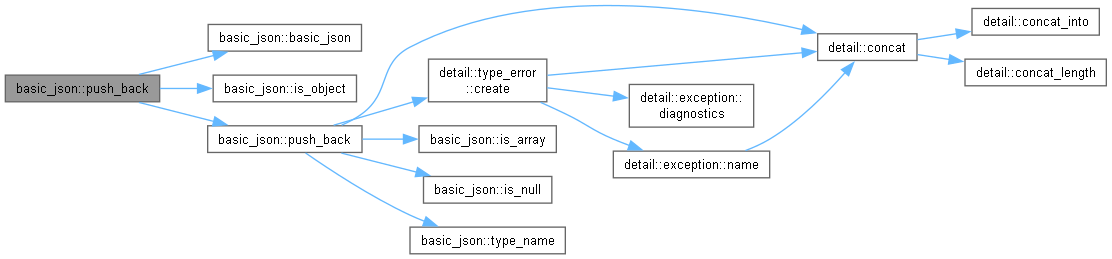 basic_json::push_back
basic_json::basic_json
basic_json::is_object
basic_json::push_back
detail::type_error
::create
basic_json::is_array
basic_json::is_null
basic_json::type_name
detail::exception::
diagnostics
detail::exception::name
detail::concat
detail::concat_into
detail::concat_length